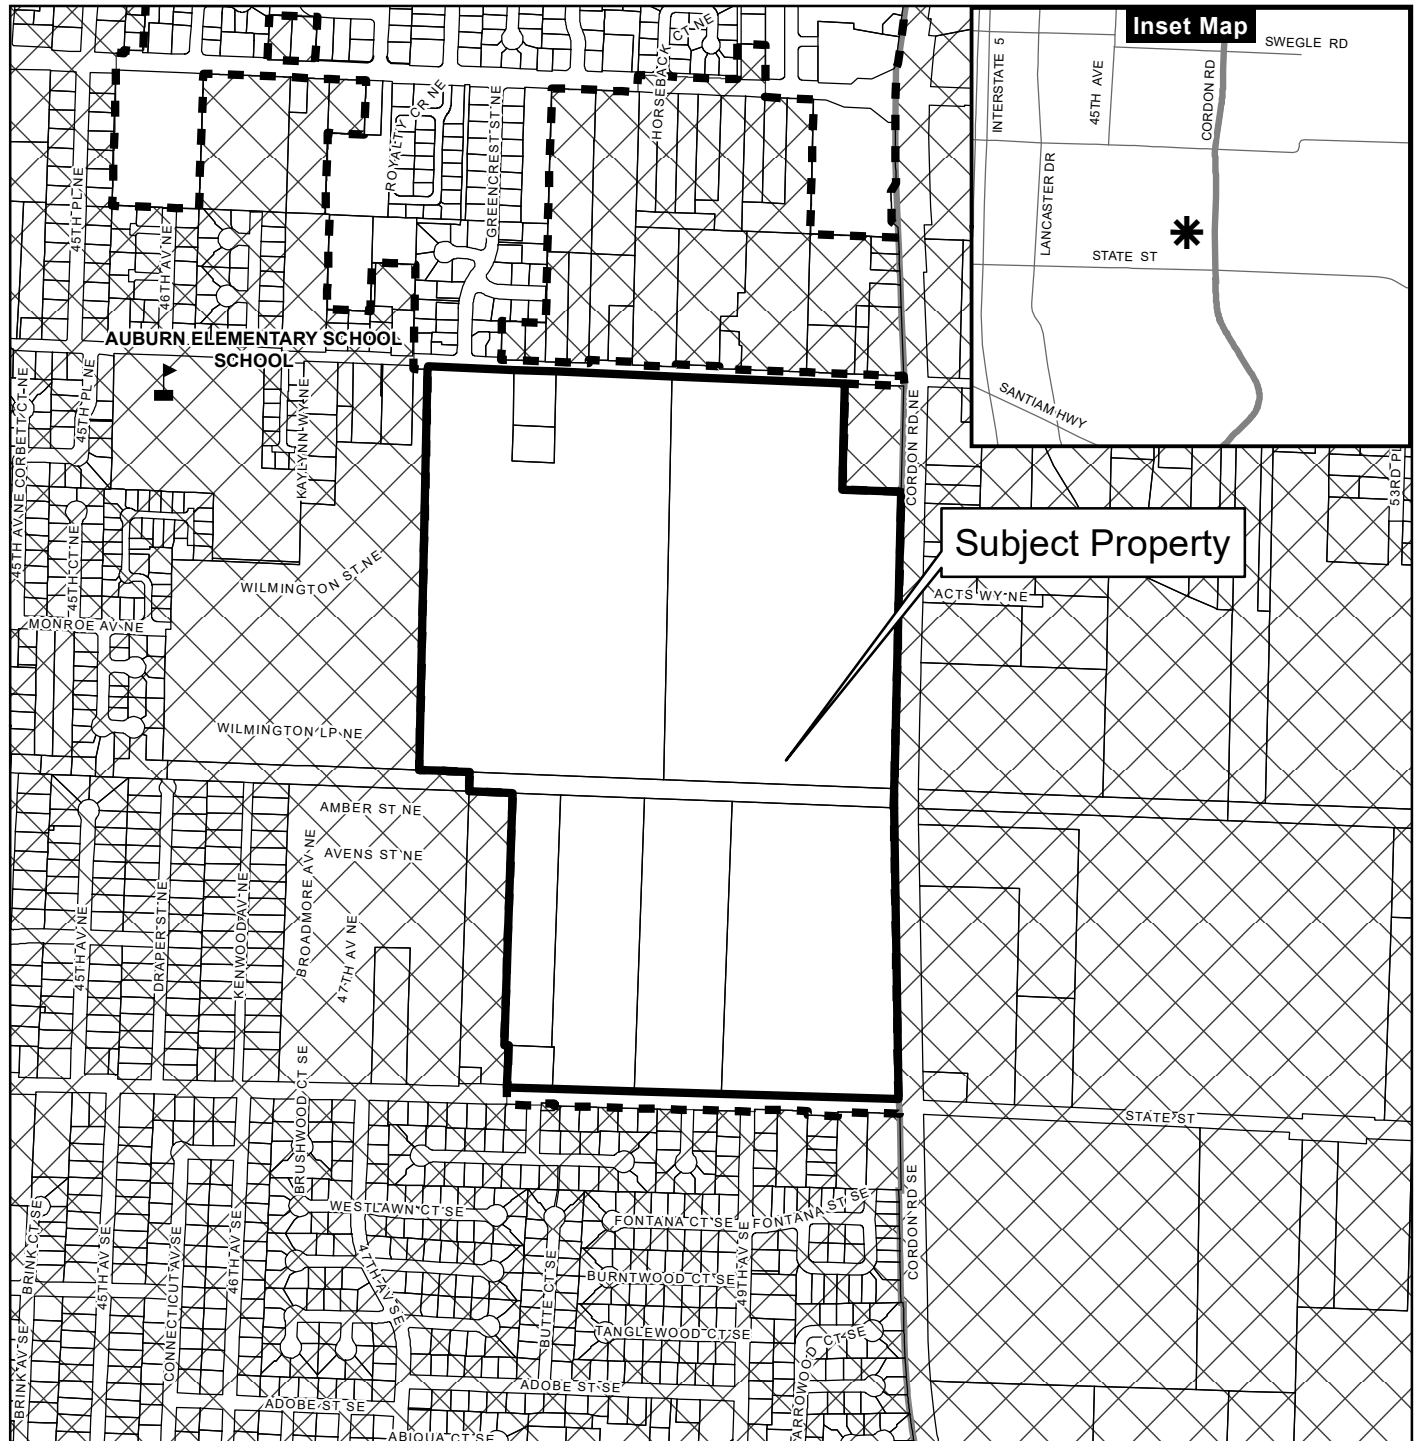 Inset Map
SWEGLE RD
INTERSTATE 5
45TH AVE
CORDON RD
LANCASTER DR
STATE ST
SANTIAM HWY
HORSEBACK CT NE
ROYALTY CR NE
GREENCREST ST NE
45TH PL NE
46TH AV NE
AUBURN ELEMENTARY SCHOOL
SCHOOL
45TH PL NE
CORBETT CT NE
45TH AV NE
KAYLYNN WY NE
CORDON RD NE
53RD PL
Subject Property
45TH CT NE
WILMINGTON ST NE
ACTS WY NE
MONROE AV NE
WILMINGTON LP NE
AMBER ST NE
AVENS ST NE
BROADMORE AV NE
45TH AV NE
DRAPER ST NE
KENWOOD AV NE
47TH AV NE
STATE ST
BRUSHWOOD CT SE
WESTLAWN CT SE
FONTANA CT SE
FONTANA ST SE
CORDON RD SE
BRINK CT SE
45TH AV SE
CONNECTICUT AV SE
46TH AV SE
47TH AV SE
BUTTE CT SE
BURNTWOOD CT SE
49TH AV SE
TANGLEWOOD CT SE
ARROWWOOD CT SE
BRINK AV SE
ADOBE ST SE
ADOBE ST SE
ABIQUA CT SE